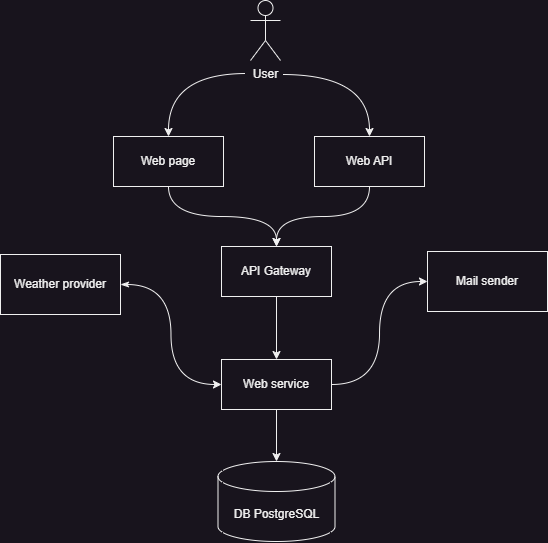 User
Web page
Web API
API Gateway
Weather provider
Mail sender
Web service
DB PostgreSQL